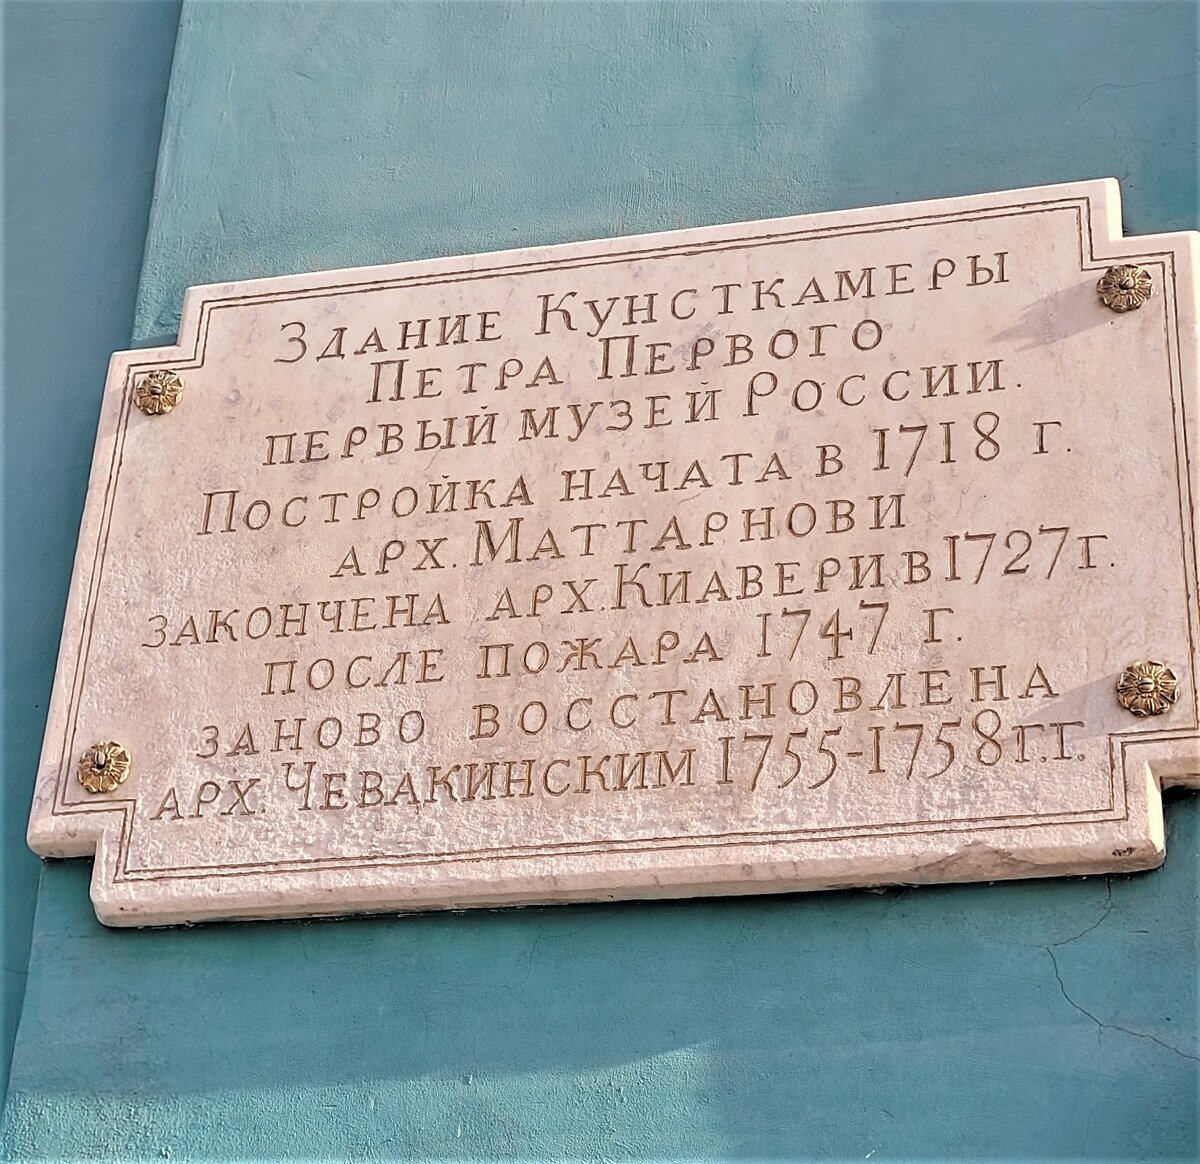 Здание Кунсткамеры
Петра Первого
первый музей России.
Постройка начата в 1718 г.
арх. Маттарнови
закончена арх. Киавери в 1727 г.
после пожара 1747 г.
заново восстановлена
арх. Чевакинским 1755-1758 г.г.